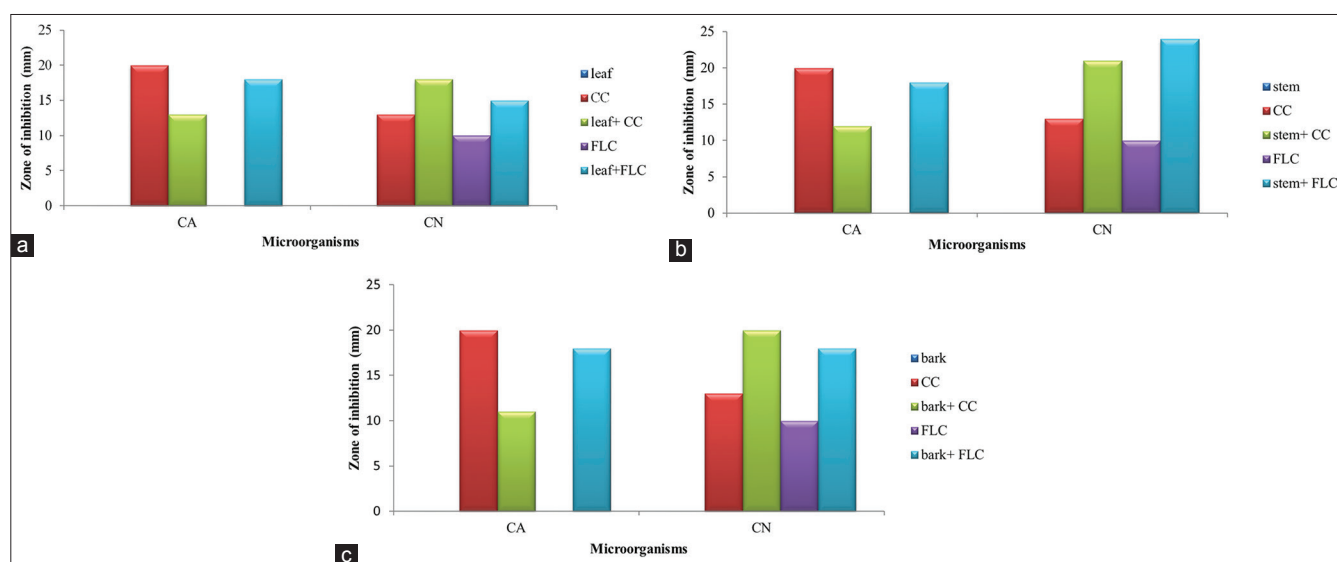 25
20
15
10
5
0
Zone of inhibition (mm)
CA
CN
Microorganisms
leaf
CC
leaf+ CC
FLC
leaf+FLC
a
25
20
15
10
5
0
Zone of inhibition (mm)
CA
CN
Microorganisms
stem
CC
stem+ CC
FLC
stem+ FLC
b
25
20
15
10
5
0
Zone of inhibition (mm)
CA
CN
Microorganisms
bark
CC
bark+ CC
FLC
bark+ FLC
c